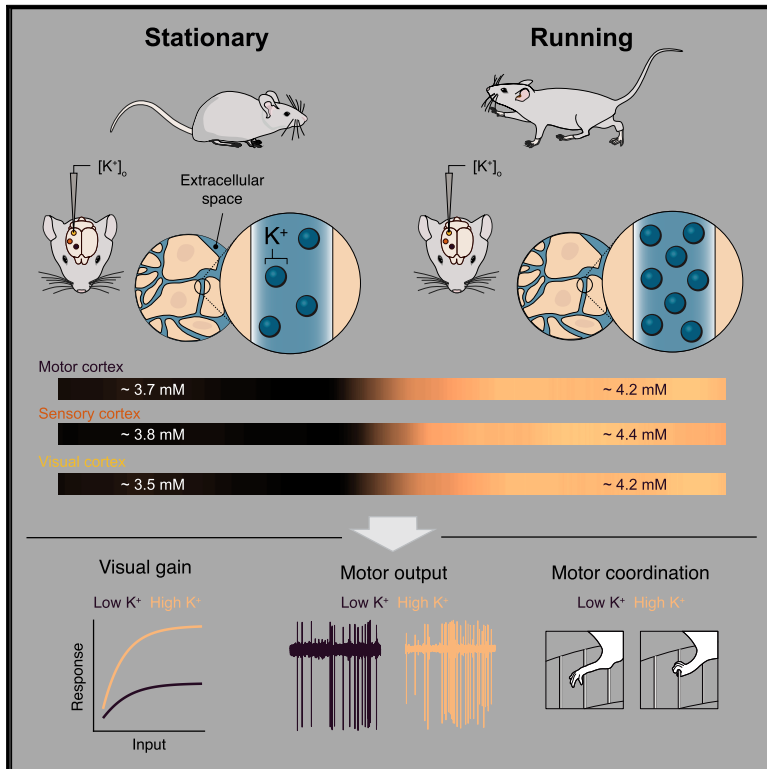 Stationary
Running
[K⁺]ₒ
Extracellular
space
K⁺
[K⁺]ₒ
Motor cortex
~ 3.7 mM
~ 4.2 mM
Sensory cortex
~ 3.8 mM
~ 4.4 mM
Visual cortex
~ 3.5 mM
~ 4.2 mM
Visual gain
Low K⁺ High K⁺
Response
Input
Motor output
Low K⁺ High K⁺
Motor coordination
Low K⁺ High K⁺